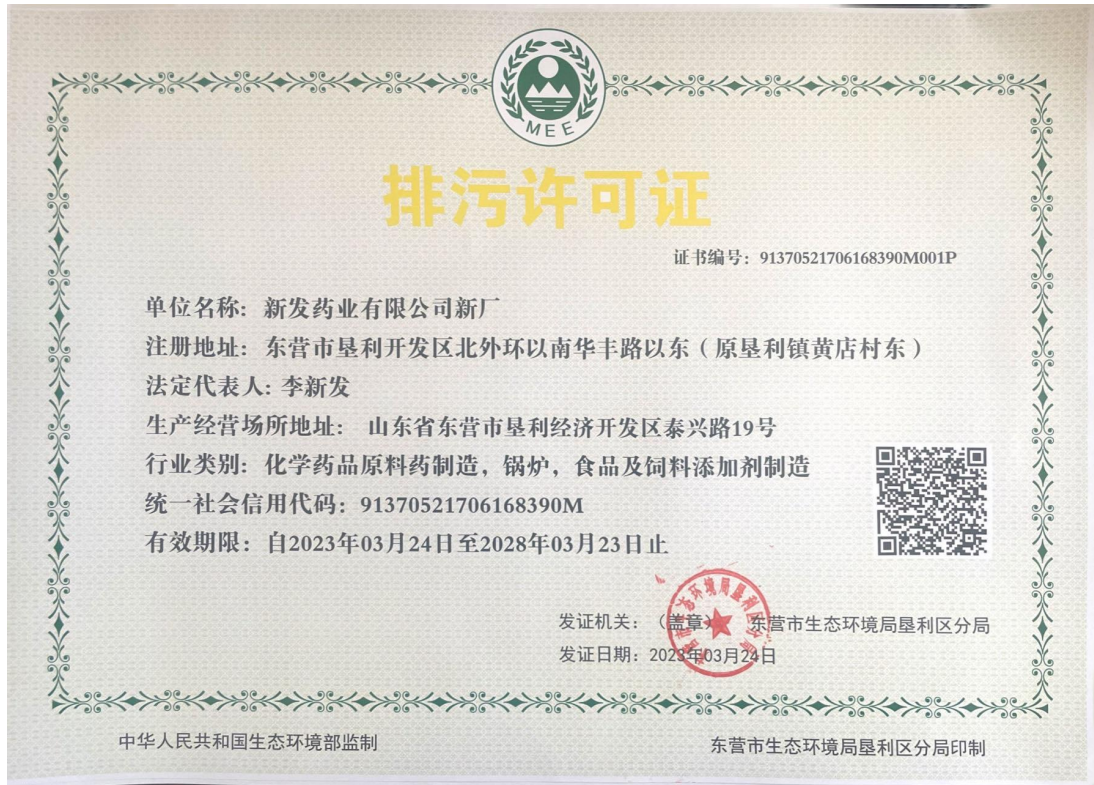 MEE
排污许可证
证书编号：91370521706168390M001P
单位名称：新发药业有限公司新厂
注册地址：东营市垦利开发区北外环以南华丰路以东（原垦利镇黄店村东）
法定代表人：李新发
生产经营场所地址： 山东省东营市垦利经济开发区泰兴路19号
行业类别：化学药品原料药制造，锅炉，食品及饲料添加剂制造
统一社会信用代码：91370521706168390M
有效期限：自2023年03月24日至2028年03月23日止
发证机关：（盖章） 东营市生态环境局垦利区分局
发证日期：2023年03月24日
中华人民共和国生态环境部监制
东营市生态环境局垦利区分局印制